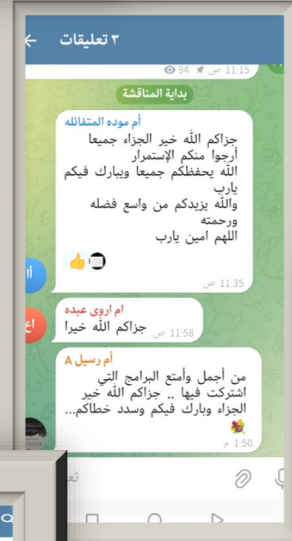 ٣ تعليقات
94 11:15 ص
بداية المناقشة
أم موده المتفائله
جزاكم الله خير الجزاء جميعا
أرجوا منكم الإستمرار
الله يحفظكم جميعا ويبارك فيكم
يارب
والله يزيدكم من واسع فضله
ورحمته
اللهم امين يارب
11:35 ص
ام اروى عبده
جزاكم الله خيرا 11:58 ص
أم رسيل A
من أجمل وأمتع البرامج التي
اشتركت فيها .. جزاكم الله خير
الجزاء وبارك فيكم وسدد خطاكم...
1:50 م